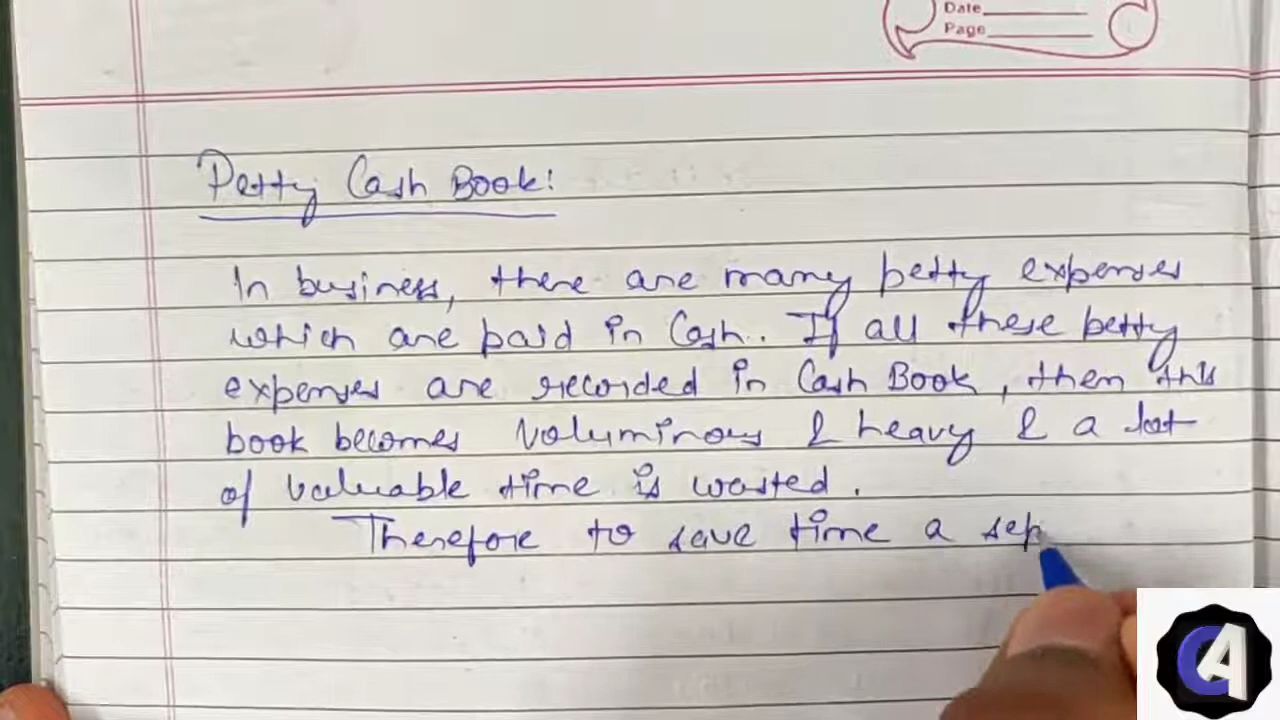 Date
Page
Petty Cash Book:
In business, there are many petty expenses
which are paid in Cash. If all these petty
expenses are recorded in Cash Book, then this
book becomes voluminous & heavy & a lot
of valuable time is wasted.
Therefore to save time a sep
CA